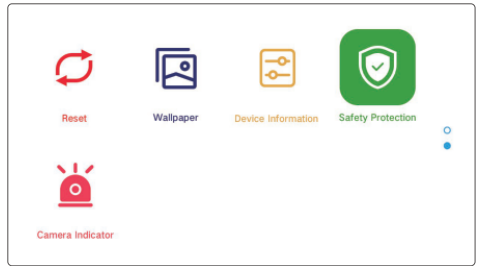 Reset
Wallpaper
Device Information
Safety Protection
Camera Indicator